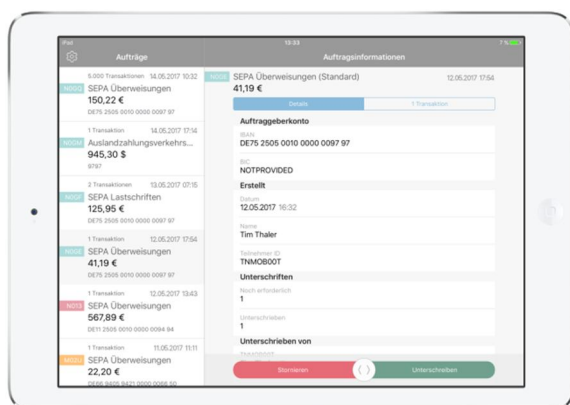 iPad
15:33
7 %
Aufträge
Auftragsinformationen
5.000 Transaktionen 14.05.2017 10:32
SEPA Überweisungen
150,22 €
DE75 2505 0010 0000 0097 97
1 Transaktion 14.05.2017 17:14
Auslandzahlungsverkehrs...
945,30 $
9797
2 Transaktionen 13.05.2017 07:15
SEPA Lastschriften
125,95 €
DE75 2505 0010 0000 0097 97
1 Transaktion 12.05.2017 17:54
SEPA Überweisungen
41,19 €
DE75 2505 0010 0000 0097 97
1 Transaktion 12.05.2017 13:43
SEPA Überweisungen
567,89 €
DE11 2505 0010 0000 0094 94
1 Transaktion 11.05.2017 11:11
SEPA Überweisungen
22,20 €
SEPA Überweisungen (Standard) 12.05.2017 17:54
41,19 €
Details 1 Transaktion
Auftraggeberkonto
IBAN
DE75 2505 0010 0000 0097 97
BIC
NOTPROVIDED
Erstellt
Datum
12.05.2017 16:32
Name
Tim Thaler
Teilnehmer ID
TNMOB00T
Unterschriften
Noch erforderlich
1
Unterschrieben
1
Unterschrieben von
Stornieren
Unterschreiben